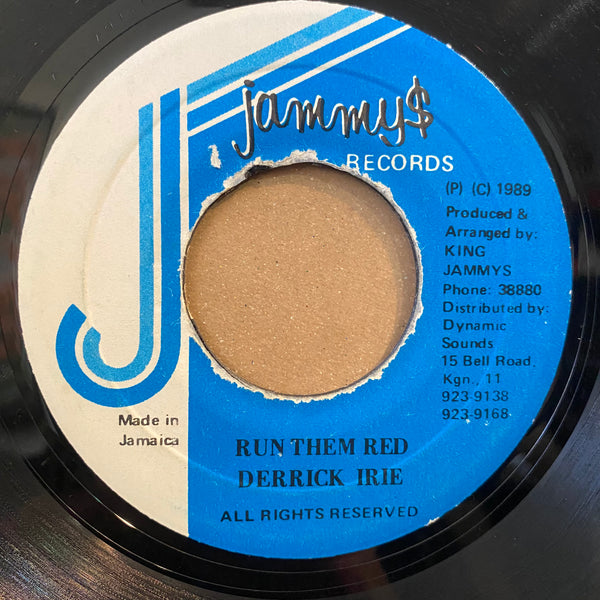 jammy$
RECORDS
(P) (C) 1989
Produced &
Arranged by:
KING
JAMMYS
Phone: 38880
Distributed by:
Dynamic
Sounds
15 Bell Road,
Kgn., 11
923-9138
923-9168
Made in
Jamaica
RUN THEM RED
DERRICK IRIE
ALL RIGHTS RESERVED